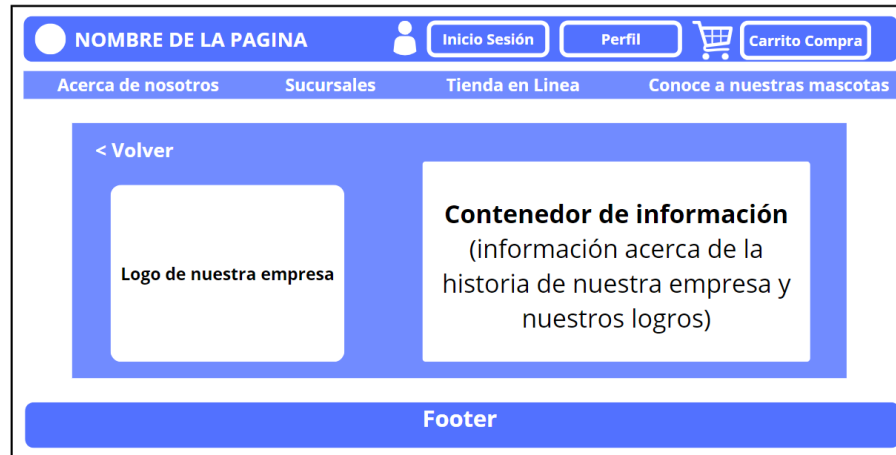 NOMBRE DE LA PAGINA Inicio Sesión Perfil Carrito Compra
Acerca de nosotros Sucursales Tienda en Linea Conoce a nuestras mascotas
< Volver
Logo de nuestra empresa
Contenedor de información
(información acerca de la
historia de nuestra empresa y
nuestros logros)
Footer